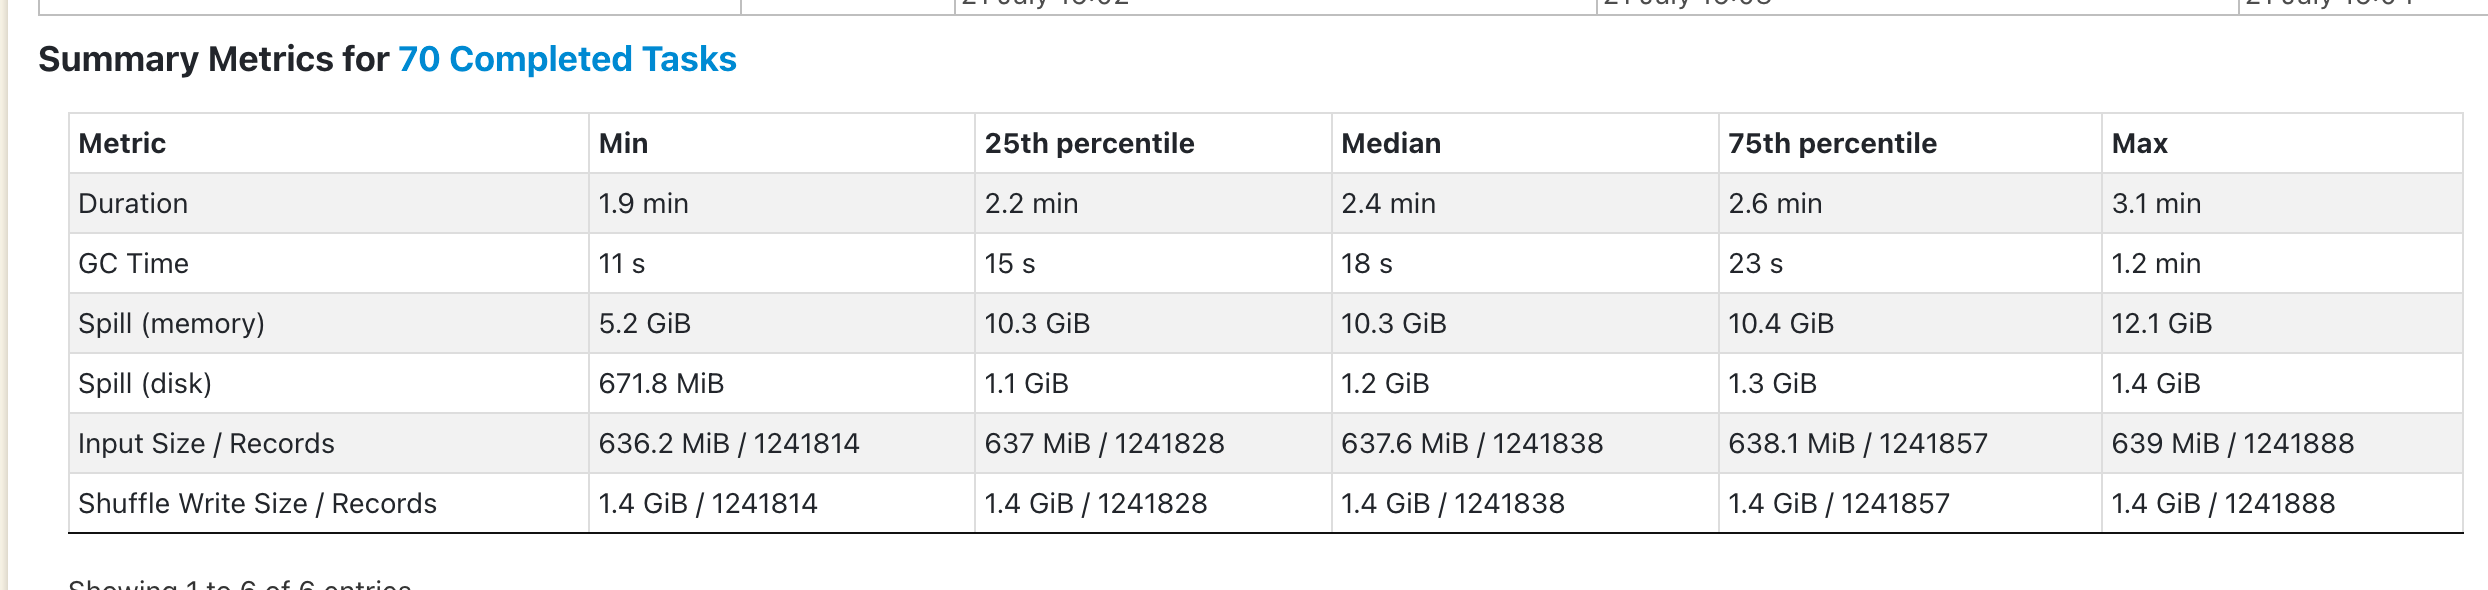 Summary Metrics for 70 Completed Tasks
Metric Min 25th percentile Median 75th percentile Max
Duration 1.9 min 2.2 min 2.4 min 2.6 min 3.1 min
GC Time 11 s 15 s 18 s 23 s 1.2 min
Spill (memory) 5.2 GiB 10.3 GiB 10.3 GiB 10.4 GiB 12.1 GiB
Spill (disk) 671.8 MiB 1.1 GiB 1.2 GiB 1.3 GiB 1.4 GiB
Input Size / Records 636.2 MiB / 1241814 637 MiB / 1241828 637.6 MiB / 1241838 638.1 MiB / 1241857 639 MiB / 1241888
Shuffle Write Size / Records 1.4 GiB / 1241814 1.4 GiB / 1241828 1.4 GiB / 1241838 1.4 GiB / 1241857 1.4 GiB / 1241888
Showing 1 to 6 of 6 entries